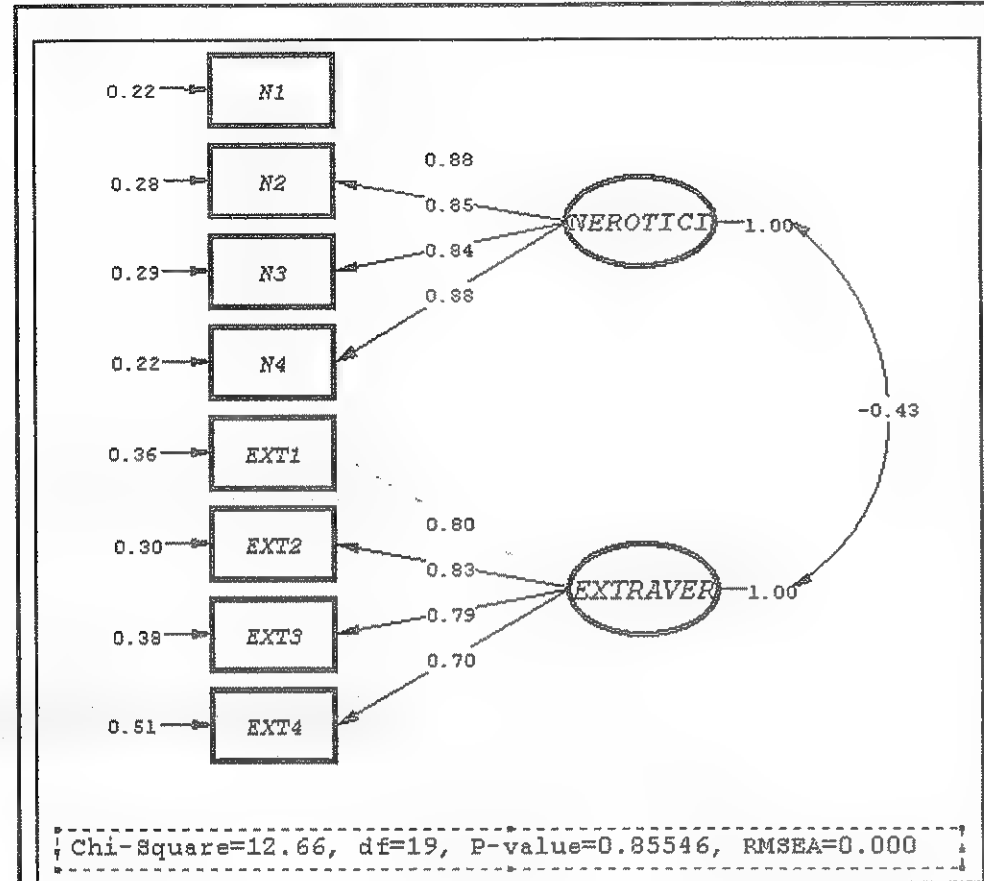 0.22 N1
0.88
0.28 N2
0.85
NEROTICI 1.00
0.84
0.29 N3
0.88
0.22 N4
-0.43
0.36 EXT1
0.80
0.30 EXT2
0.83
EXTRAVER 1.00
0.79
0.38 EXT3
0.70
0.51 EXT4
Chi-Square=12.66, df=19, P-value=0.85546, RMSEA=0.000